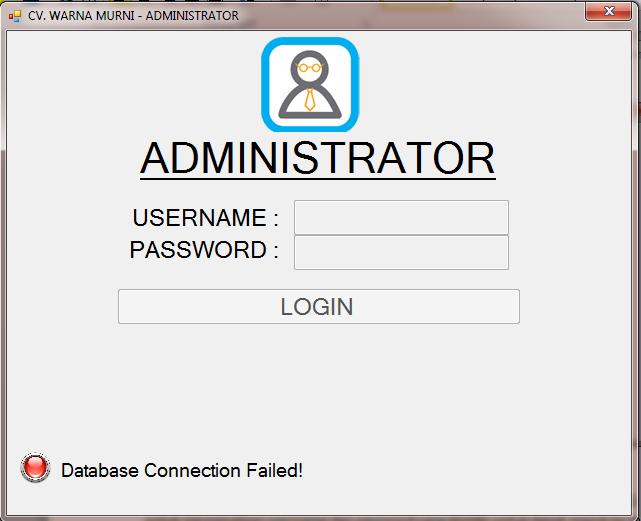 CV. WARNA MURNI - ADMINISTRATOR
ADMINISTRATOR
USERNAME :
PASSWORD :
LOGIN
Database Connection Failed!